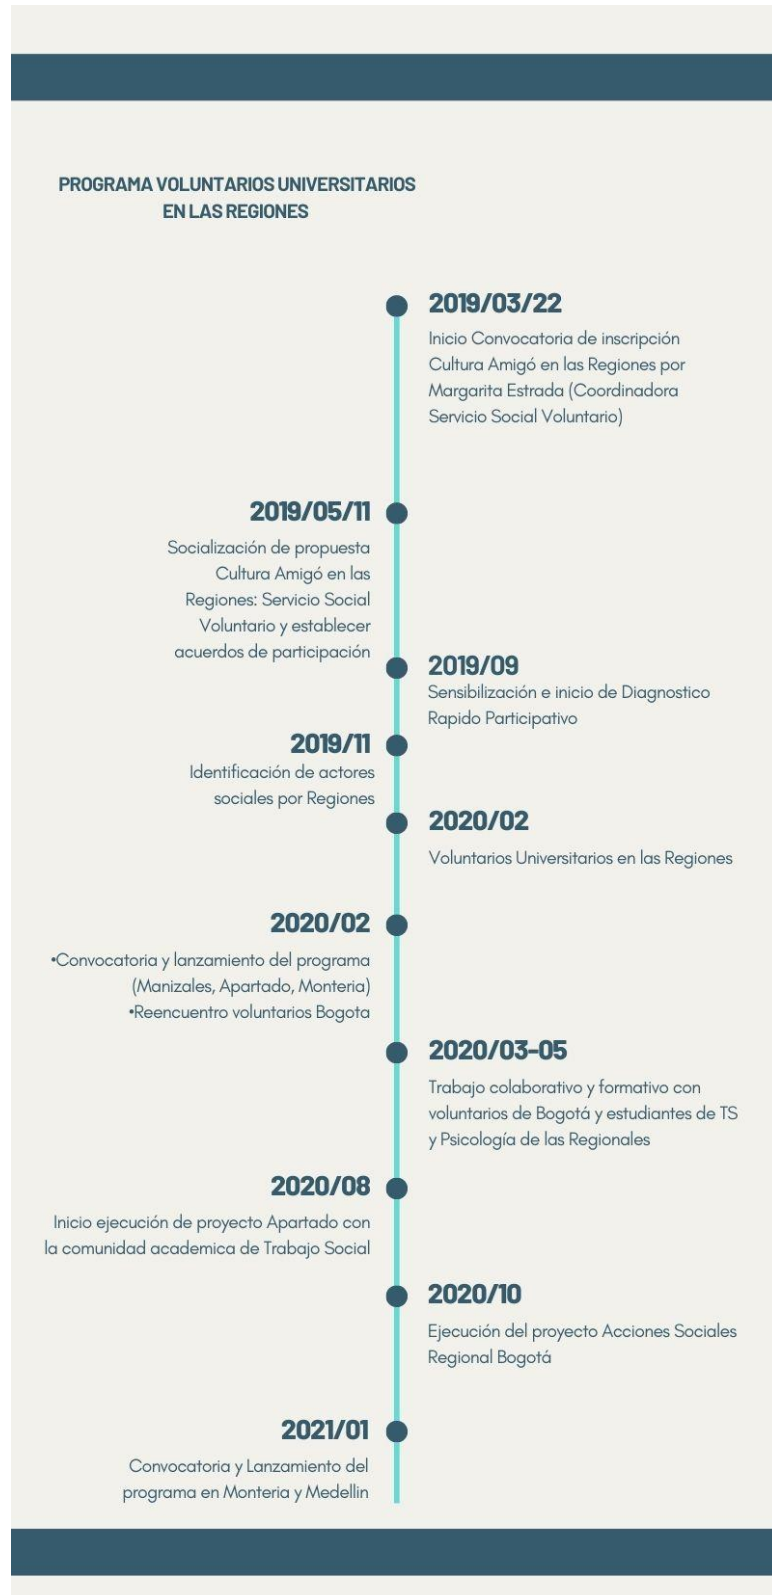 PROGRAMA VOLUNTARIOS UNIVERSITARIOS
EN LAS REGIONES
2019/03/22
Inicio Convocatoria de inscripción
Cultura Amigó en las Regiones por
Margarita Estrada (Coordinadora
Servicio Social Voluntario)
2019/05/11
Socialización de propuesta
Cultura Amigó en las
Regiones: Servicio Social
Voluntario y establecer
acuerdos de participación
2019/09
Sensibilización e inicio de Diagnostico
Rapido Participativo
2019/11
Identificación de actores
sociales por Regiones
2020/02
Voluntarios Universitarios en las Regiones
2020/02
•Convocatoria y lanzamiento del programa
(Manizales, Apartado, Monteria)
•Reencuentro voluntarios Bogota
2020/03-05
Trabajo colaborativo y formativo con
voluntarios de Bogotá y estudiantes de TS
y Psicología de las Regionales
2020/08
Inicio ejecución de proyecto Apartado con
la comunidad academica de Trabajo Social
2020/10
Ejecución del proyecto Acciones Sociales
Regional Bogotá
2021/01
Convocatoria y Lanzamiento del
programa en Monteria y Medellin